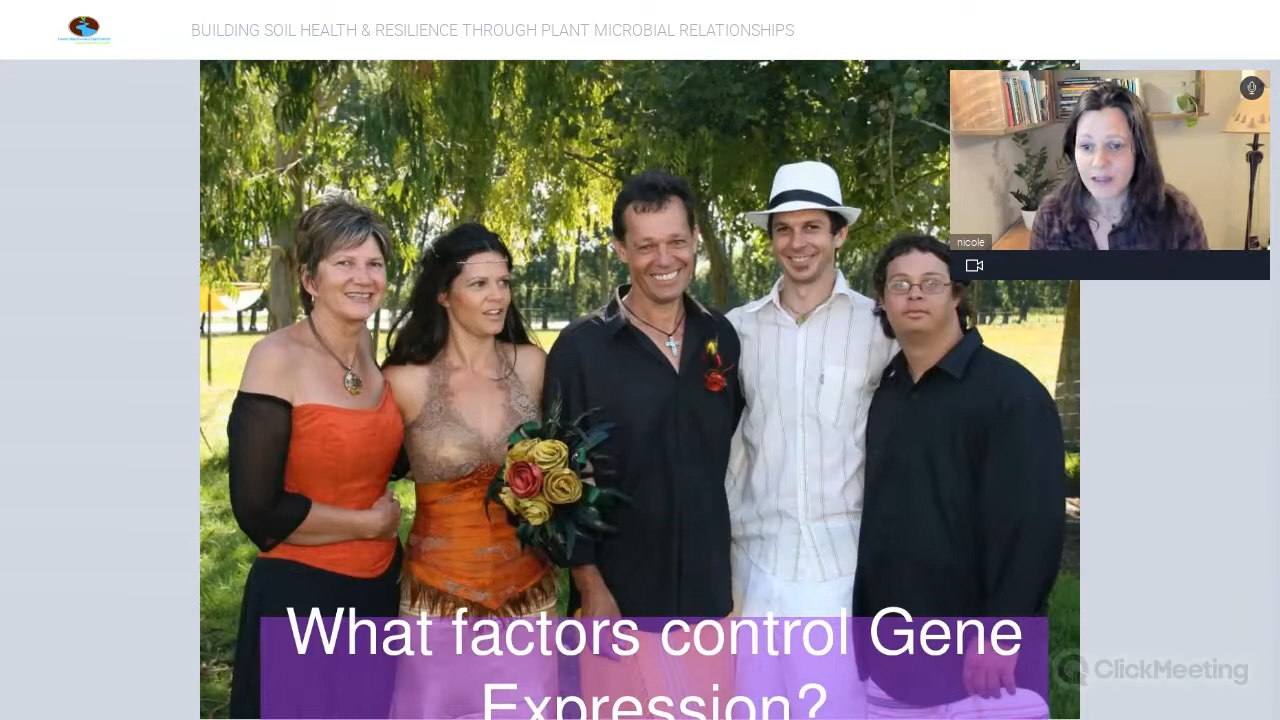 BUILDING SOIL HEALTH & RESILIENCE THROUGH PLANT MICROBIAL RELATIONSHIPS
nicole
What factors control Gene
Expression?
ClickMeeting